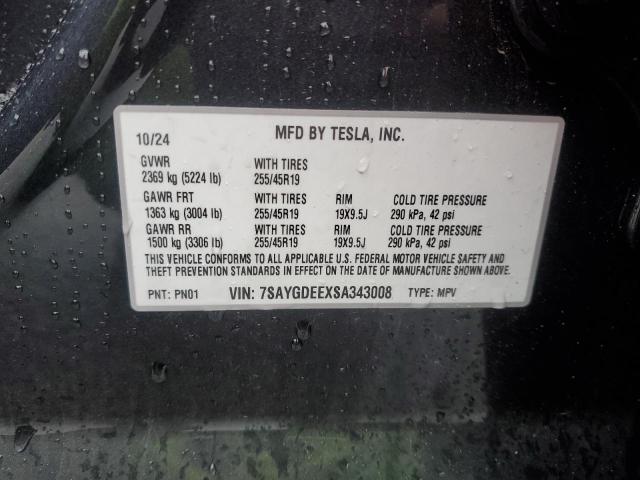 10/24 MFD BY TESLA, INC.
GVWR WITH TIRES
2369 kg (5224 lb) 255/45R19
GAWR FRT WITH TIRES RIM COLD TIRE PRESSURE
1363 kg (3004 lb) 255/45R19 19X9.5J 290 kPa, 42 psi
GAWR RR WITH TIRES RIM COLD TIRE PRESSURE
1500 kg (3306 lb) 255/45R19 19X9.5J 290 kPa, 42 psi
THIS VEHICLE CONFORMS TO ALL APPLICABLE U.S. FEDERAL MOTOR VEHICLE SAFETY AND
THEFT PREVENTION STANDARDS IN EFFECT ON THE DATE OF MANUFACTURE SHOWN ABOVE.
PNT: PN01 VIN: 7SAYGDEEXSA343008 TYPE: MPV